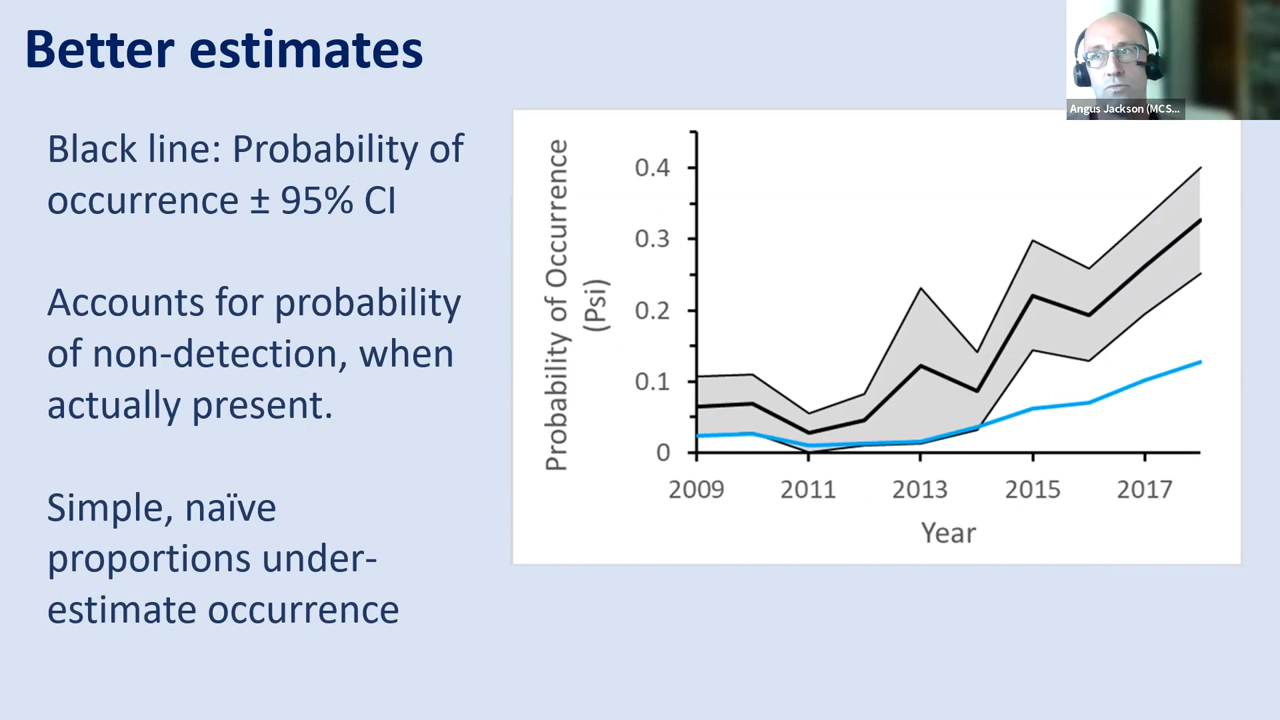 Better estimates
Angus Jackson (MCS...
Black line: Probability of
occurrence ± 95% CI
Accounts for probability
of non-detection, when
actually present.
Simple, naïve
proportions under-
estimate occurrence
Probability of Occurrence
(Psi)
0.4
0.3
0.2
0.1
0
2009 2011 2013 2015 2017
Year